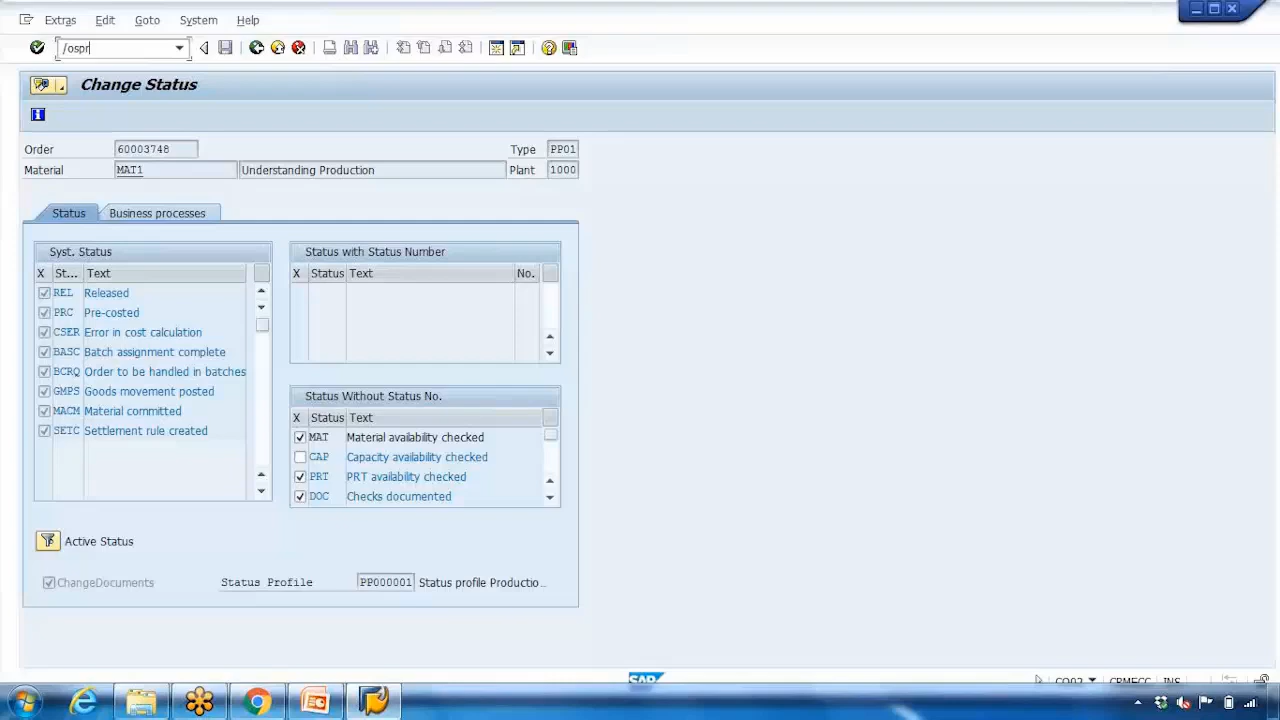 Extras Edit Goto System Help
/ospr
Change Status
Order 60003748 Type PP01
Material MAT1 Understanding Production Plant 1000
Status Business processes
Syst. Status
X St... Text
REL Released
PRC Pre-costed
CSER Error in cost calculation
BASC Batch assignment complete
BCRQ Order to be handled in batches
GMPS Goods movement posted
MACM Material committed
SETC Settlement rule created
Status with Status Number
X Status Text No.
Status Without Status No.
X Status Text
MAT Material availability checked
CAP Capacity availability checked
PRT PRT availability checked
DOC Checks documented
Active Status
ChangeDocuments Status Profile PP000001 Status profile Productio...
SAP CO02 CRMECC INS